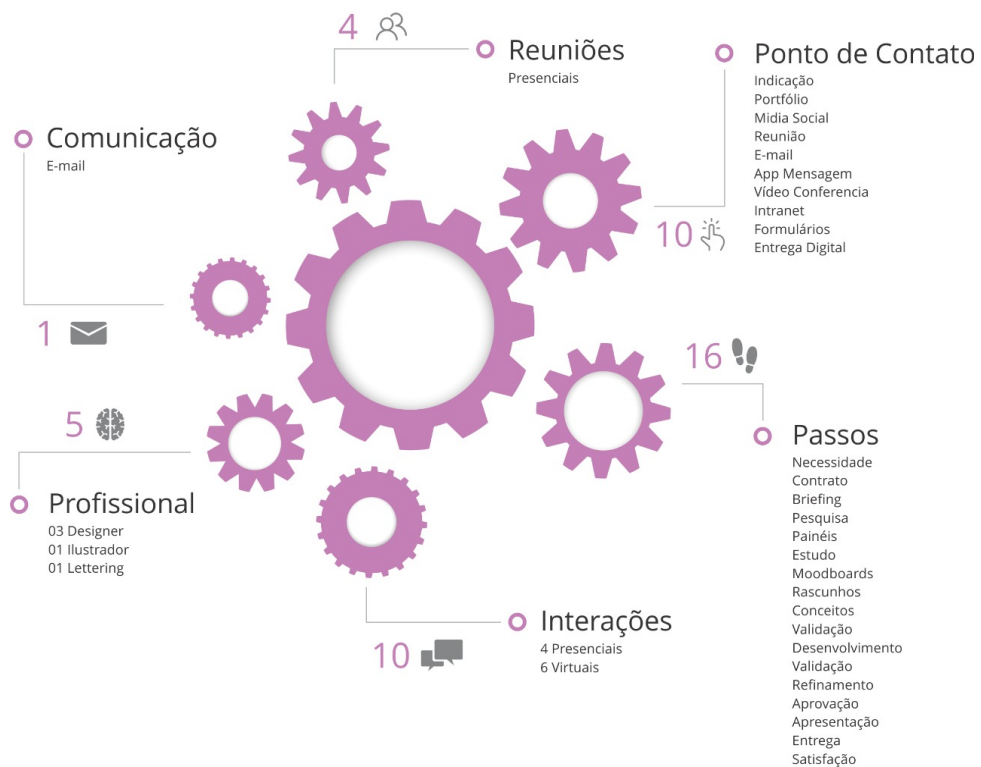 4
Reuniões
Presenciais
Ponto de Contato
Indicação
Portfólio
Midia Social
Reunião
E-mail
App Mensagem
Vídeo Conferencia
Intranet
Formulários
Entrega Digital
10
Comunicação
E-mail
1
16
Passos
Necessidade
Contrato
Briefing
Pesquisa
Painéis
Estudo
Moodboards
Rascunhos
Conceitos
Validação
Desenvolvimento
Validação
Refinamento
Aprovação
Apresentação
Entrega
Satisfação
5
Profissional
03 Designer
01 Ilustrador
01 Lettering
Interações
4 Presenciais
6 Virtuais
10